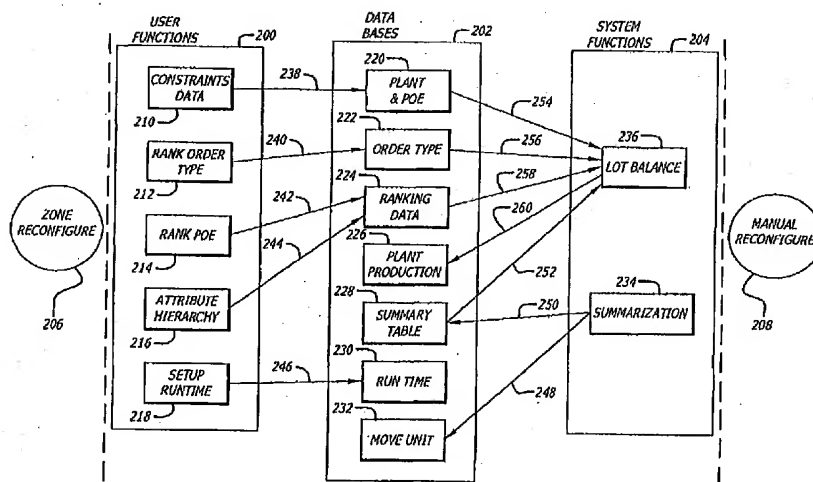 USER
FUNCTIONS
200
DATA
BASES
202
SYSTEM
FUNCTIONS
204
CONSTRAINTS
DATA
210
238
220
PLANT
& POE
254
RANK ORDER
TYPE
212
240
222
ORDER TYPE
256
236
LOT BALANCE
224
258
ZONE
RECONFIGURE
206
RANK POE
214
242
244
RANKING
DATA
260
MANUAL
RECONFIGURE
208
226
PLANT
PRODUCTION
252
ATTRIBUTE
HIERARCHY
216
228
SUMMARY
TABLE
250
234
SUMMARIZATION
SETUP
RUNTIME
218
246
230
RUN TIME
248
232
MOVE UNIT